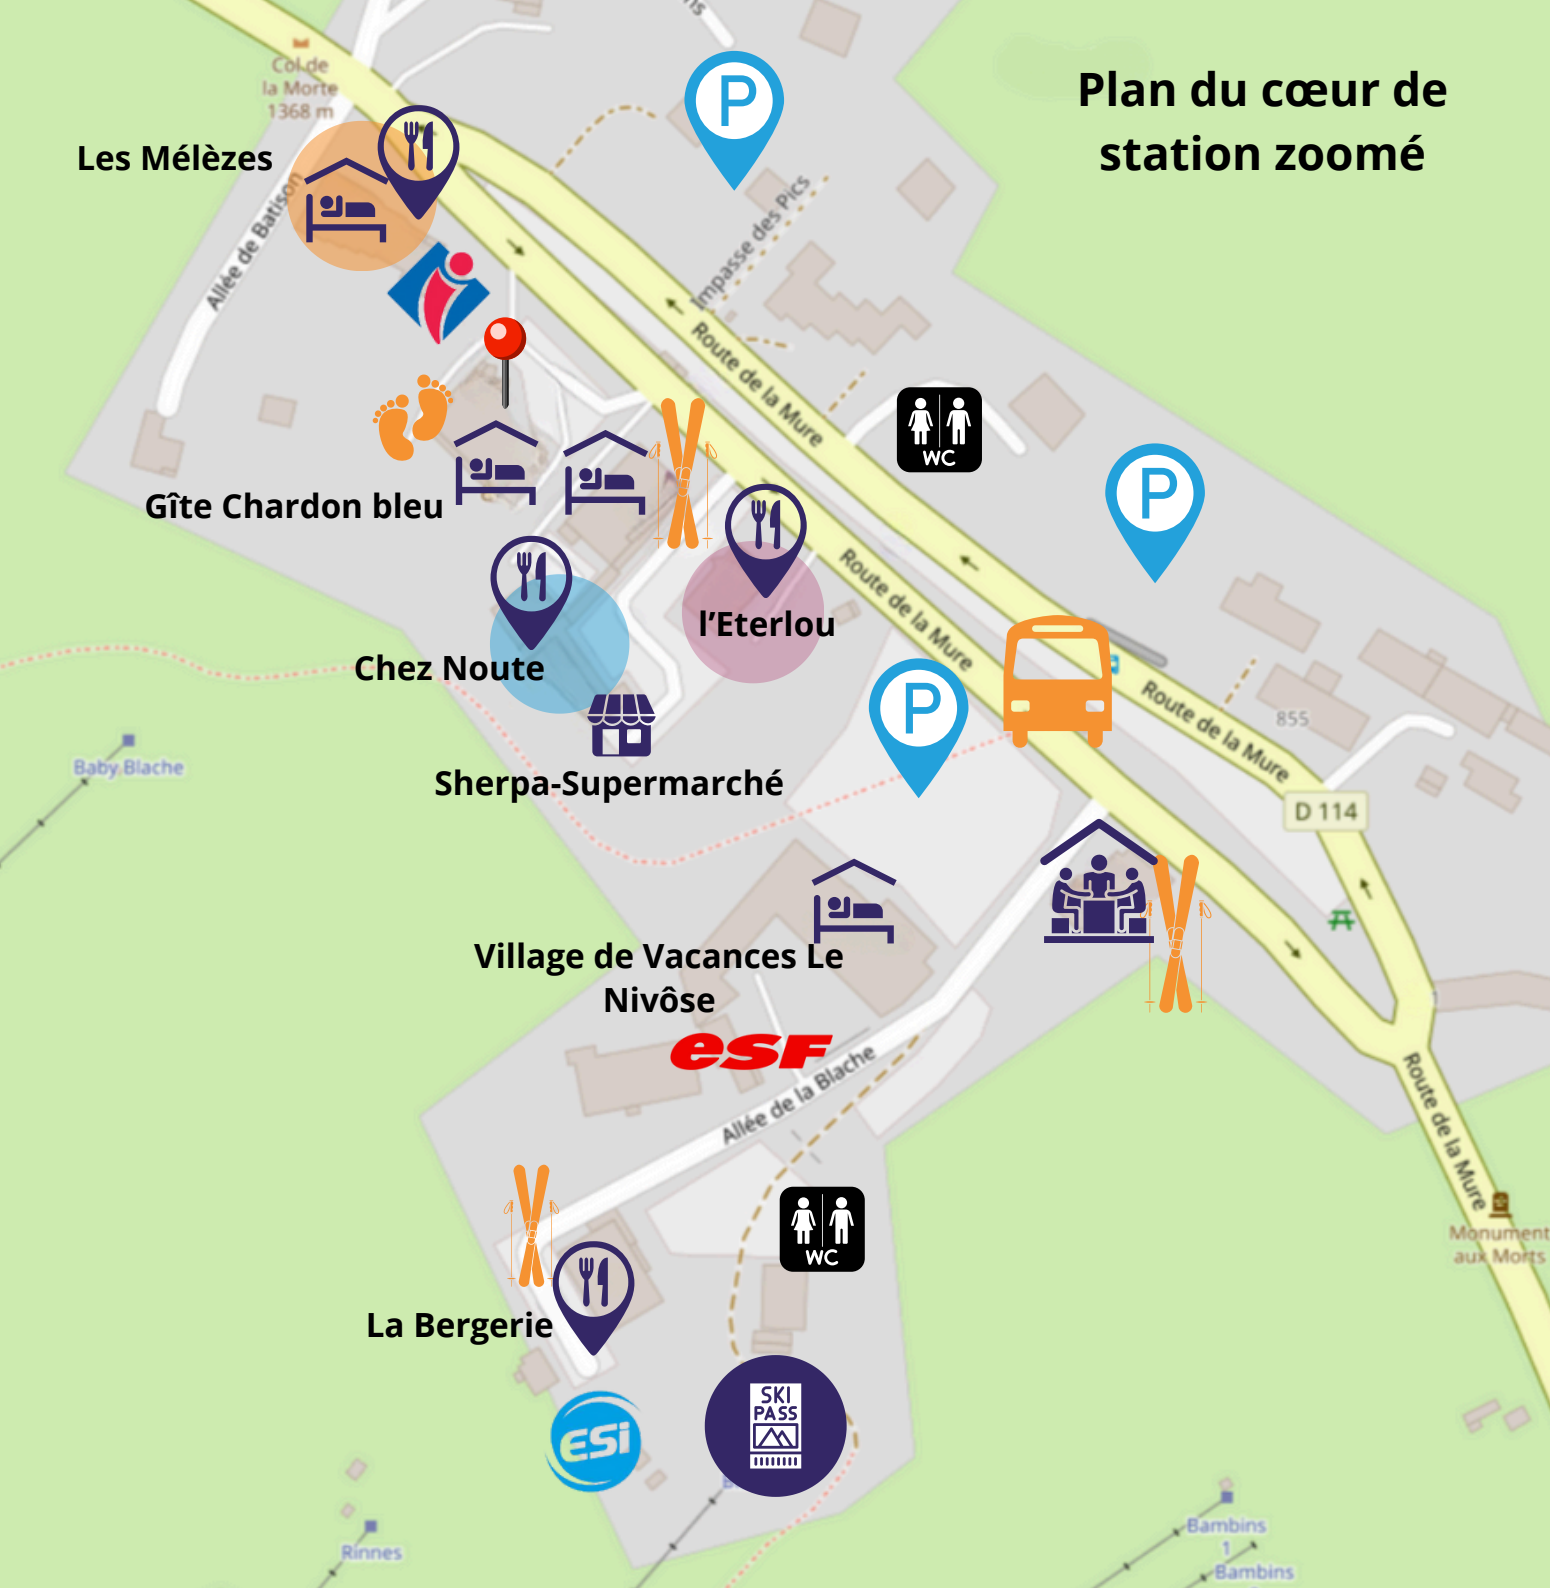 ns
Plan du cœur de
station zoomé
Col de
la Morte
1368 m
P
Les Mélèzes
Allée de Batison
Impasse des Pics
Route de la Mure
WC
P
Gîte Chardon bleu
Route de la Mure
l’Eterlou
Chez Noute
P
Route de la Mure
855
Baby Blache
Sherpa-Supermarché
D 114
Village de Vacances Le
Nivôse
esf
Allée de la Blache
Route de la Mure
WC
Monument
aux Morts
La Bergerie
SKI
PASS
ESi
Rinnes
Bambins
1
Bambins